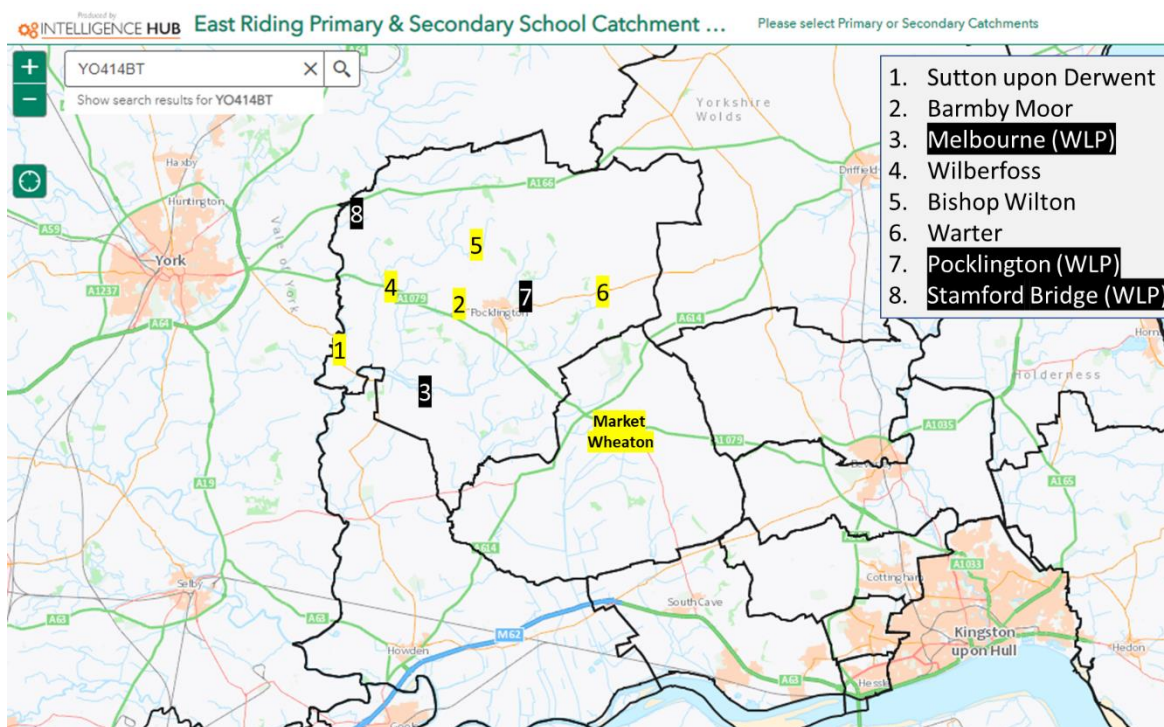 Produced by
INTELLIGENCE HUB
East Riding Primary & Secondary School Catchment ...
Please select Primary or Secondary Catchments
+
−
YO414BT
Show search results for YO414BT
1. Sutton upon Derwent
2. Barmby Moor
3. Melbourne (WLP)
4. Wilberfoss
5. Bishop Wilton
6. Warter
7. Pocklington (WLP)
8. Stamford Bridge (WLP)
Yorkshire
Wolds
Haxby
Driffield
A166
Huntington
8
A59
Vale of York
5
York
4
6
7
A1237
A1079
2
Pocklington
A64
A614
1
Holderness
3
Market
Wheaton
A1079
A1035
A19
A165
A614
A1033
Selby
Cottingham
South Cave
A63
A63
Kingston
upon Hull
M62
Howden
Hedon
A63
Hessle